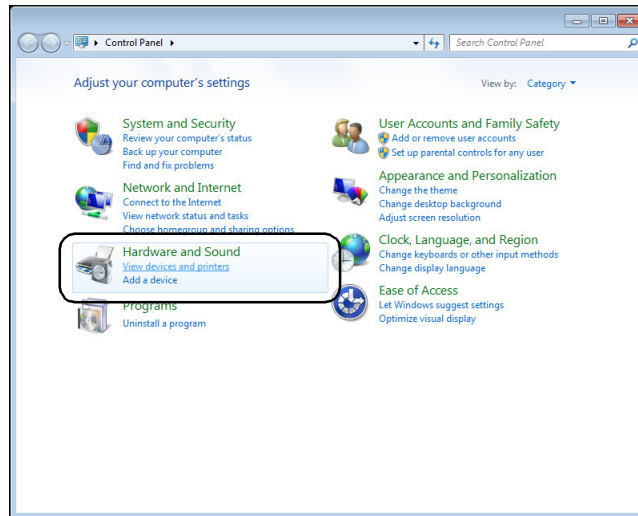 Control Panel
Search Control Panel
Adjust your computer's settings
View by: Category
System and Security
Review your computer's status
Back up your computer
Find and fix problems
Network and Internet
Connect to the Internet
View network status and tasks
Choose homegroup and sharing options
Hardware and Sound
View devices and printers
Add a device
Programs
Uninstall a program
User Accounts and Family Safety
Add or remove user accounts
Set up parental controls for any user
Appearance and Personalization
Change the theme
Change desktop background
Adjust screen resolution
Clock, Language, and Region
Change keyboards or other input methods
Change display language
Ease of Access
Let Windows suggest settings
Optimize visual display